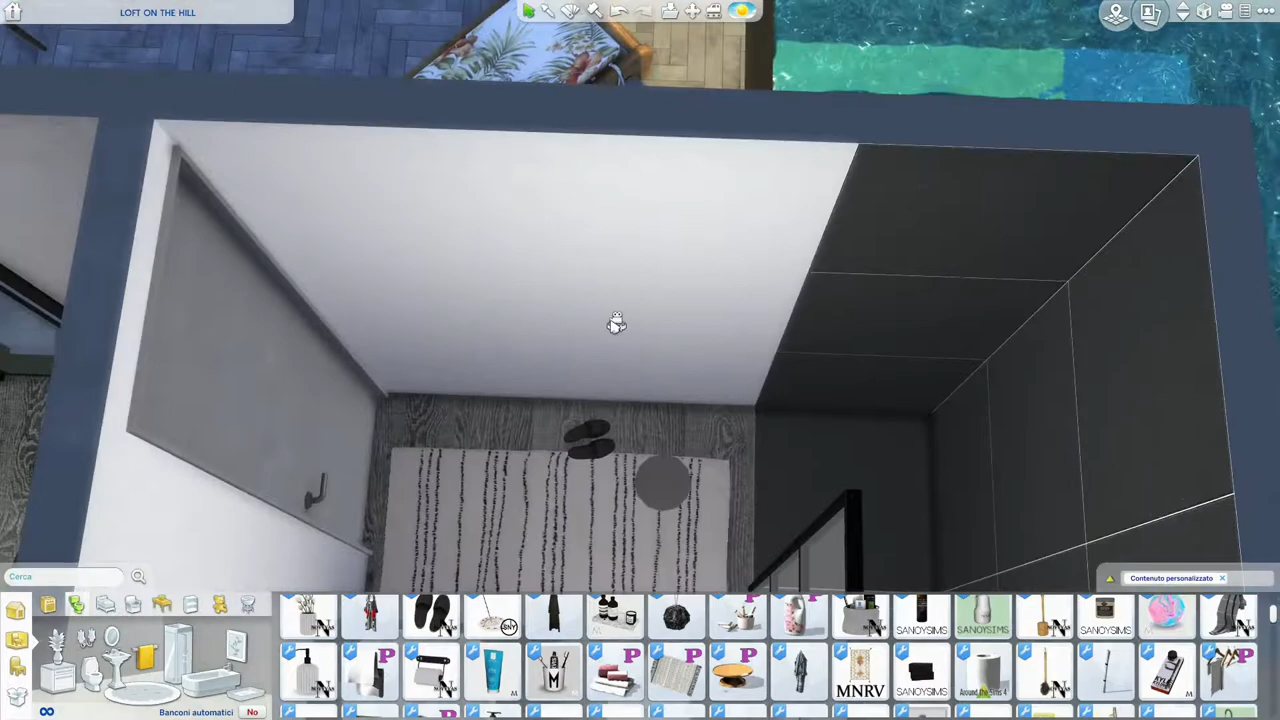 LOFT ON THE HILL
Cerca
Contenuto personalizzato
SANOYSIMS
SANOYSIMS
SANOYSIMS
P
P
P
P
P
M
MNRV
SANOYSIMS
Around the Sims 4
Banconi automatici
No